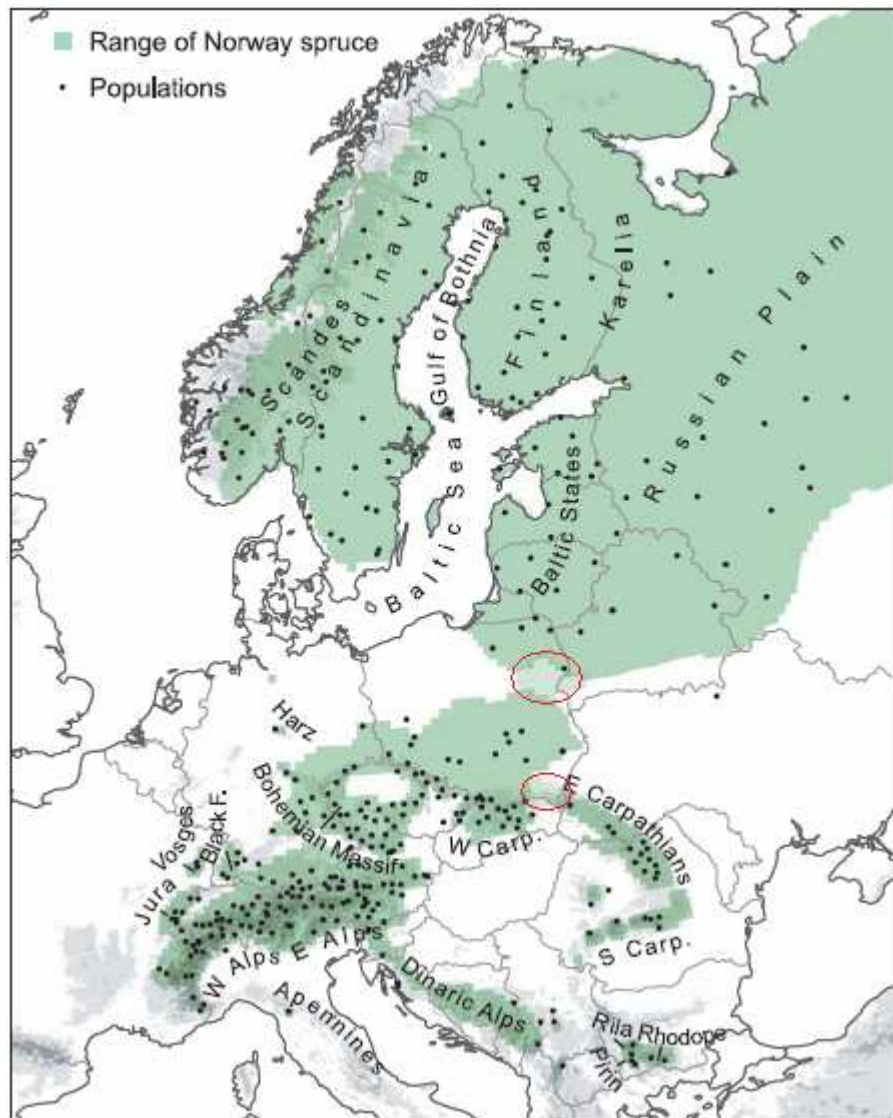 Range of Norway spruce
Populations
Scandes
Scandinavia
Gulf of Bothnia
Finland
Karelia
Russian Plain
Baltic Sea
Baltic States
Harz
Bohemian Massif
Vosges
Black F.
Jura
W Carp.
E Carpathians
S Carp.
W Alps
E Alps
Apennines
Dinaric Alps
Rila Rhodope
Pirin